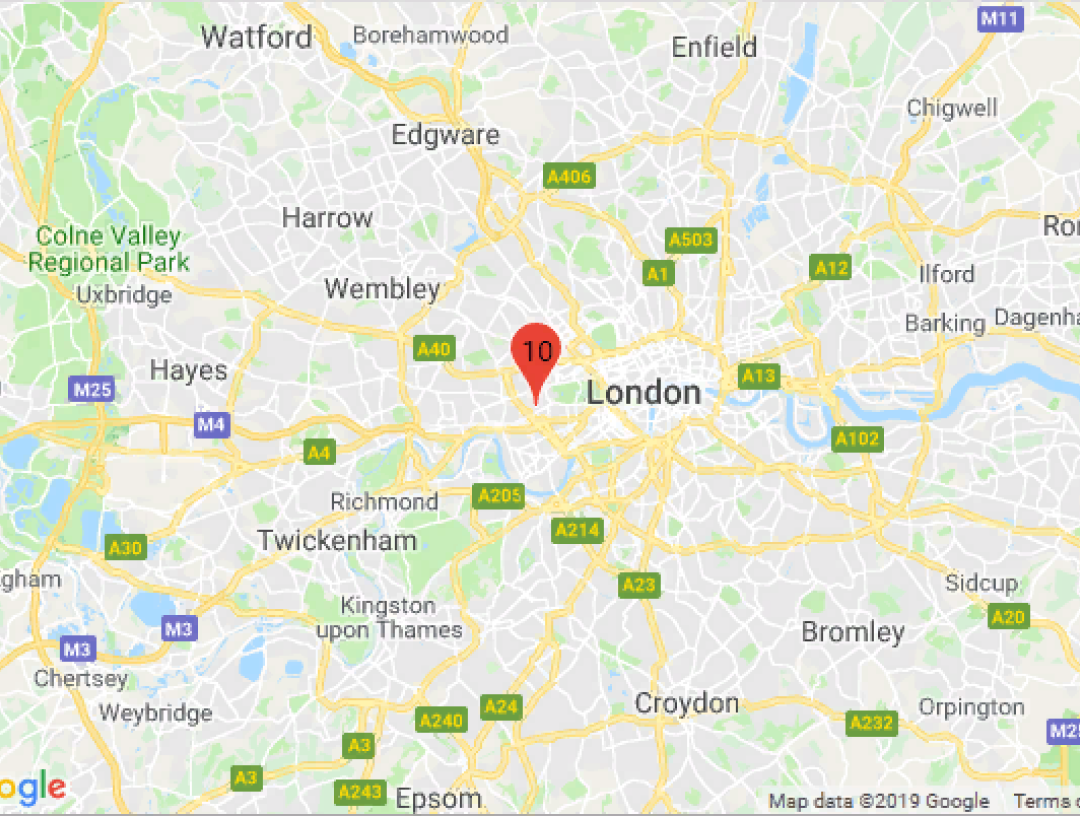 M11
Watford
Borehamwood
Enfield
Chigwell
Edgware
A406
Harrow
Colne Valley
Regional Park
A503
Ror
A1
A12
Ilford
Uxbridge
Wembley
Barking
Dagenha
A40
10
Hayes
M25
A13
London
M4
A4
A102
Richmond
A205
A214
Twickenham
A30
gham
A23
Sidcup
Kingston
upon Thames
A20
M3
Bromley
M3
Chertsey
Weybridge
A24
A240
Croydon
Orpington
A232
M25
A3
A3
A243
Epsom
ogle
Map data ©2019 Google
Terms o